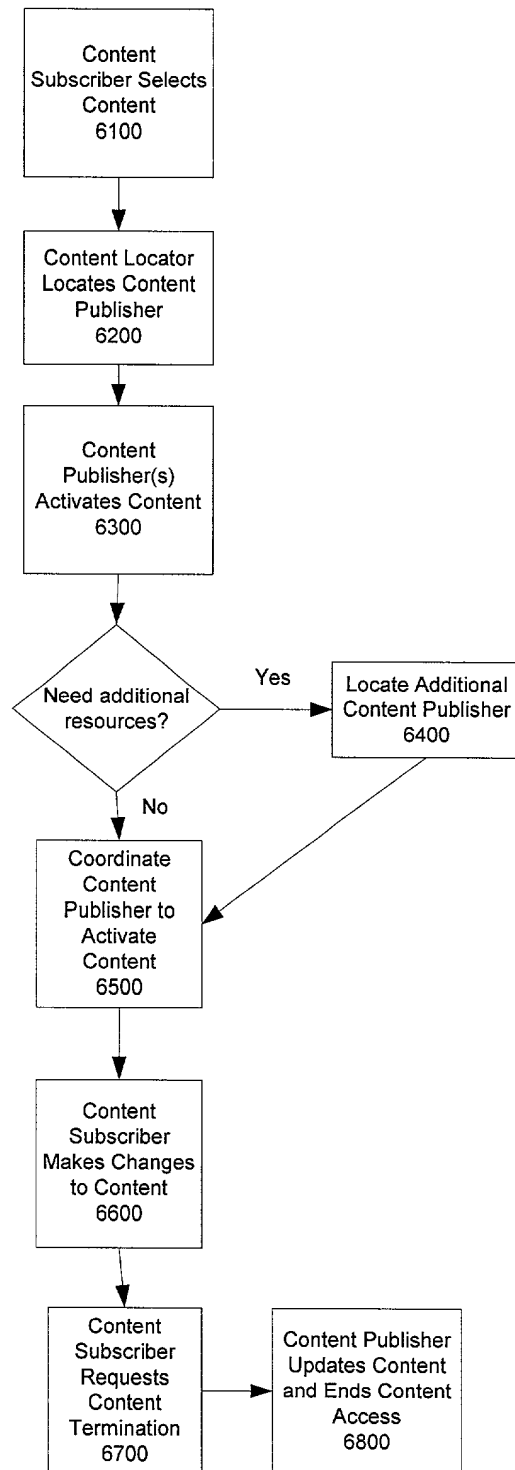 Content
Subscriber Selects
Content
6100
Content Locator
Locates Content
Publisher
6200
Content
Publisher(s)
Activates Content
6300
Need additional
resources?
Yes
Locate Additional
Content Publisher
6400
No
Coordinate
Content
Publisher to
Activate
Content
6500
Content
Subscriber
Makes Changes
to Content
6600
Content
Subscriber
Requests
Content
Termination
6700
Content Publisher
Updates Content
and Ends Content
Access
6800